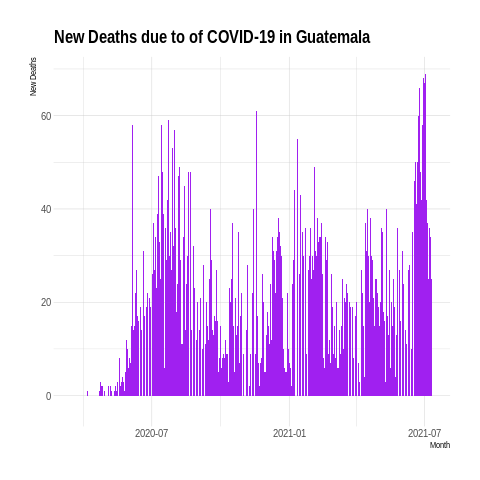 New Deaths due to of COVID-19 in Guatemala
New Deaths
60
40
20
0
2020-07
2021-01
2021-07
Month